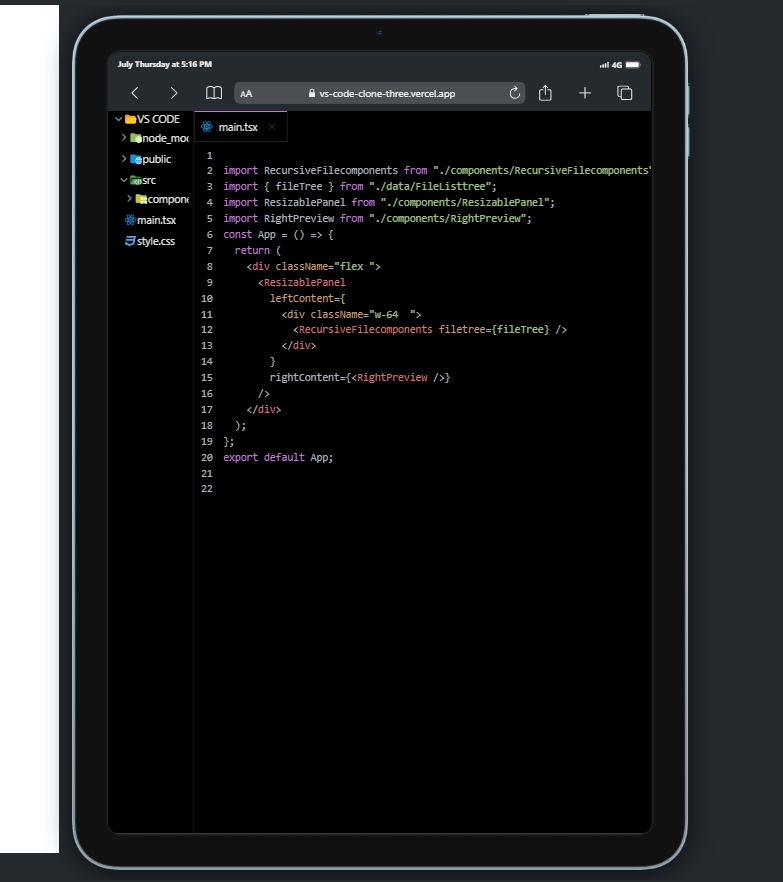 July Thursday at 5:16 PM
4G
AA
vs-code-clone-three.vercel.app
VS CODE
node_mo
public
src
compone
main.tsx
style.css
main.tsx
1
2 import RecursiveFilecomponents from "./components/RecursiveFilecomponents"
3 import { fileTree } from "./data/FileListtree";
4 import ResizablePanel from "./components/ResizablePanel";
5 import RightPreview from "./components/RightPreview";
6 const App = () => {
7   return (
8     <div className="flex ">
9       <ResizablePanel
10         leftContent={
11           <div className="w-64  ">
12             <RecursiveFilecomponents filetree={fileTree} />
13           </div>
14         }
15         rightContent={<RightPreview />}
16       />
17     </div>
18   );
19 };
20 export default App;
21
22